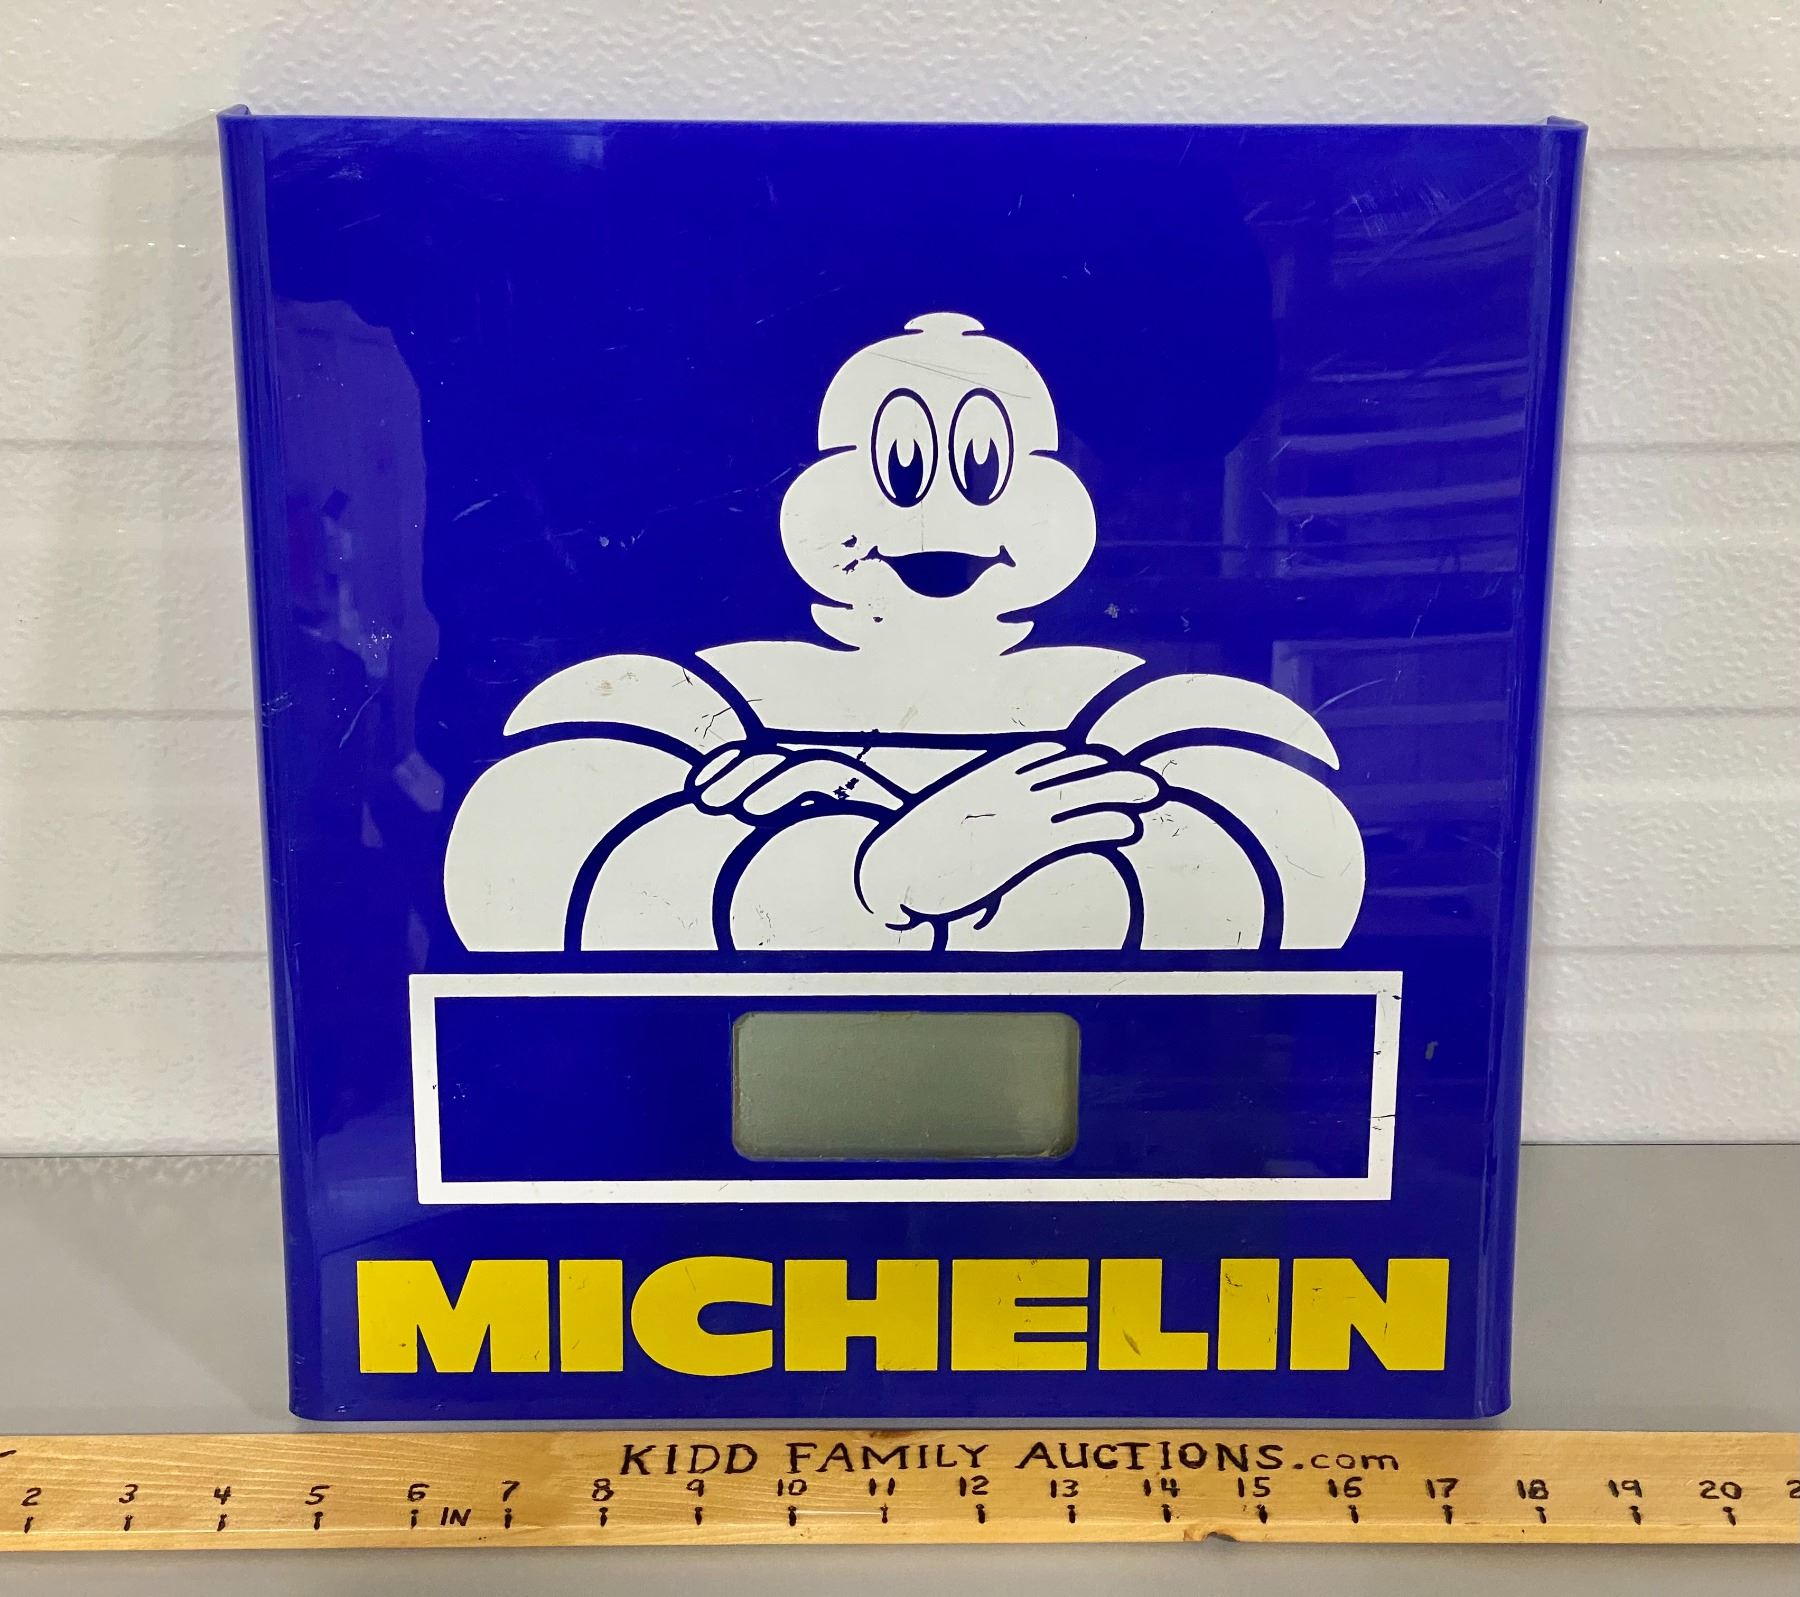 MICHELIN
KIDD FAMILY AUCTIONS.com
2 3 4 5 6 7 8 9 10 11 12 13 14 15 16 17 18 19 20
IN